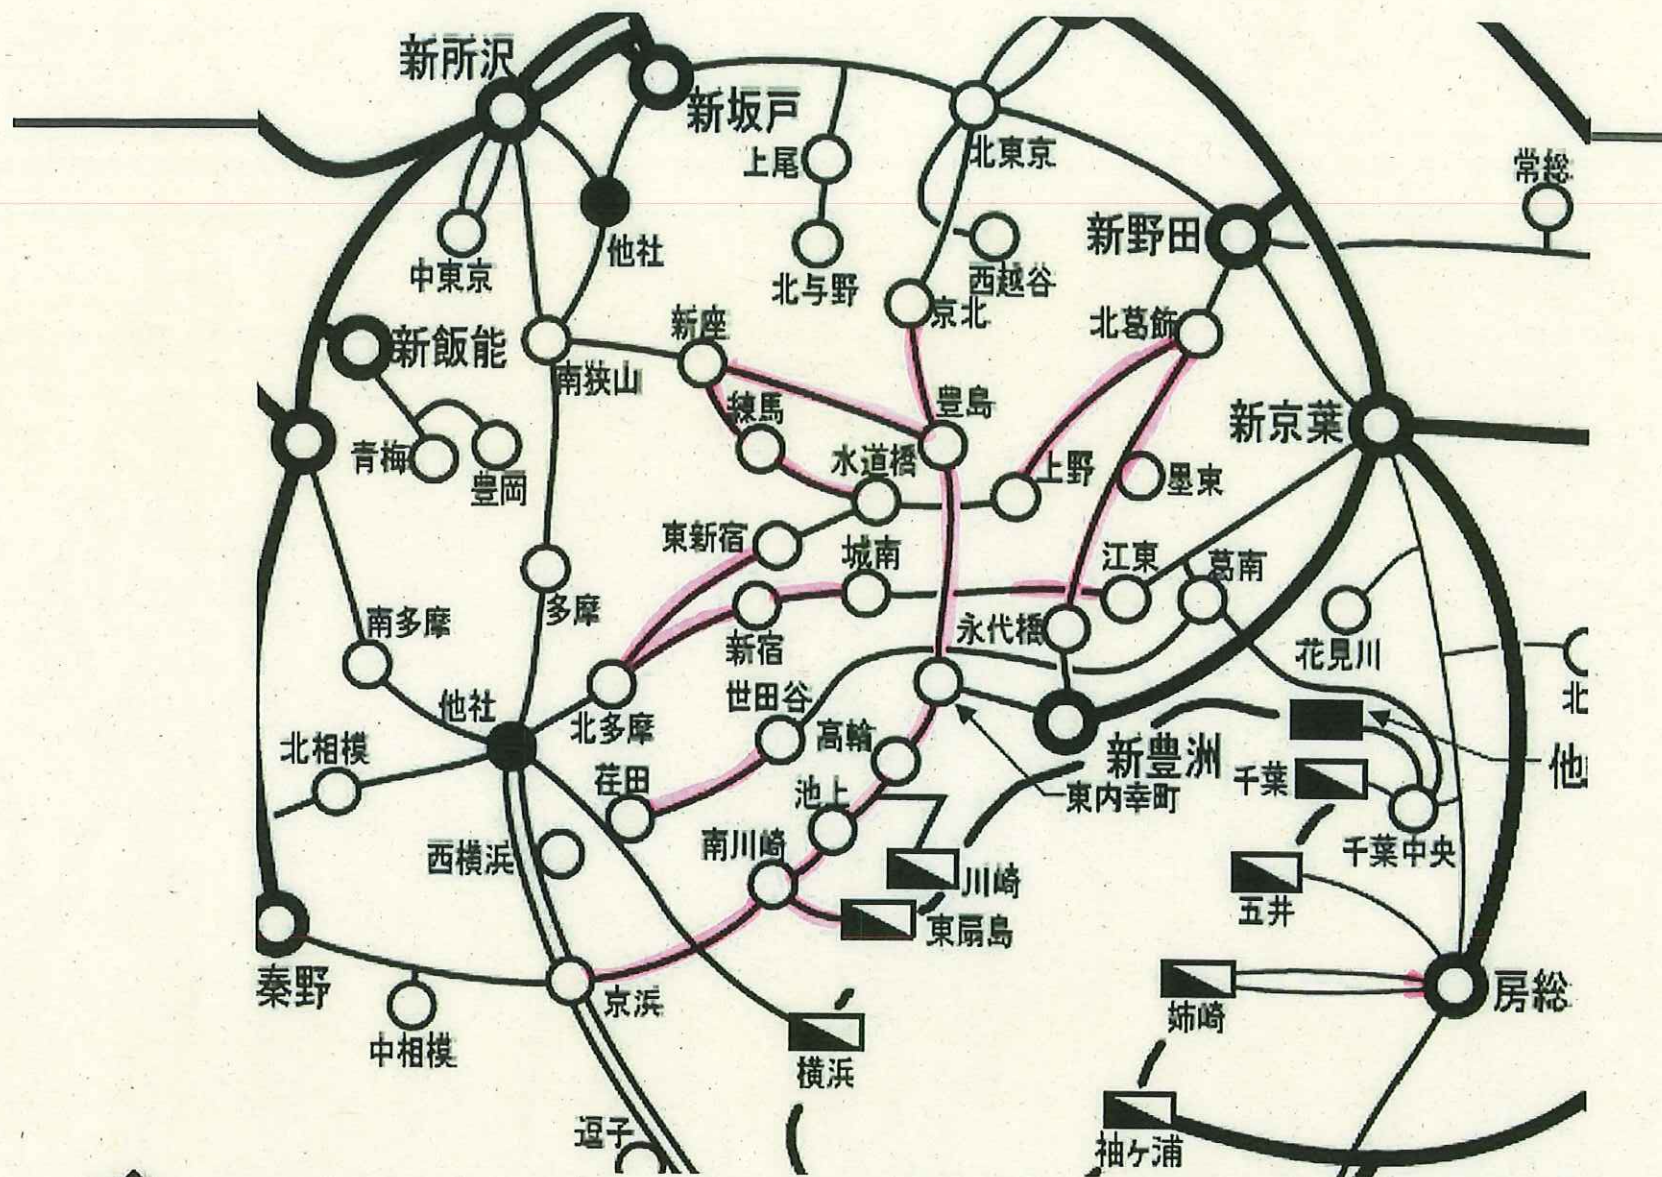 新所沢
新坂戸
上尾
北東京
常総
中東京
他社
北与野
西越谷
新野田
新飯能
南狭山
新座
京北
北葛飾
練馬
豊島
新京葉
青梅
豊岡
水道橋
上野
墨東
東新宿
城南
江東
葛南
南多摩
多摩
新宿
永代橋
花見川
他社
北多摩
世田谷
高輪
新豊洲
北
北相模
荏田
池上
東内幸町
千葉
他
西横浜
南川崎
川崎
千葉中央
東扇島
五井
秦野
京浜
姉崎
房総
中相模
横浜
逗子
袖ケ浦